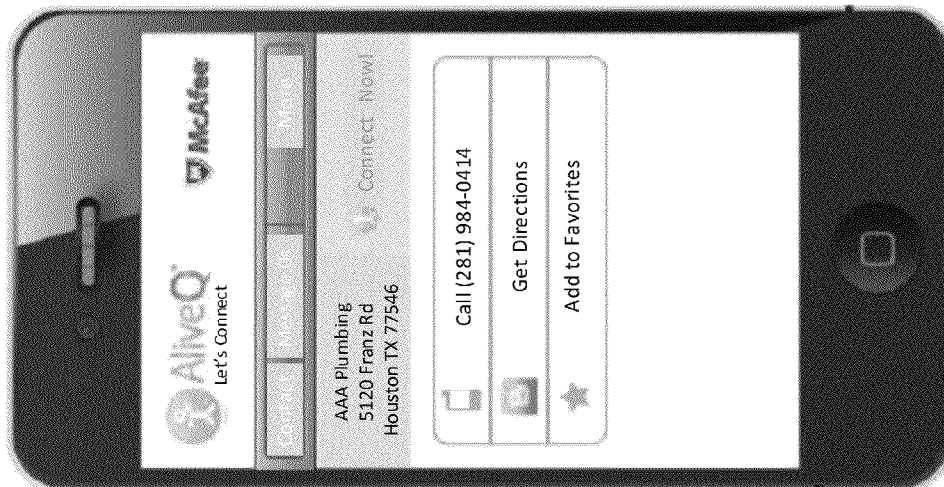 AliveQ™
Let's Connect
McAfee
Contact
Message Us
More
AAA Plumbing
5120 Franz Rd
Houston TX 77546
Connect Now!
Call (281) 984-0414
Get Directions
Add to Favorites